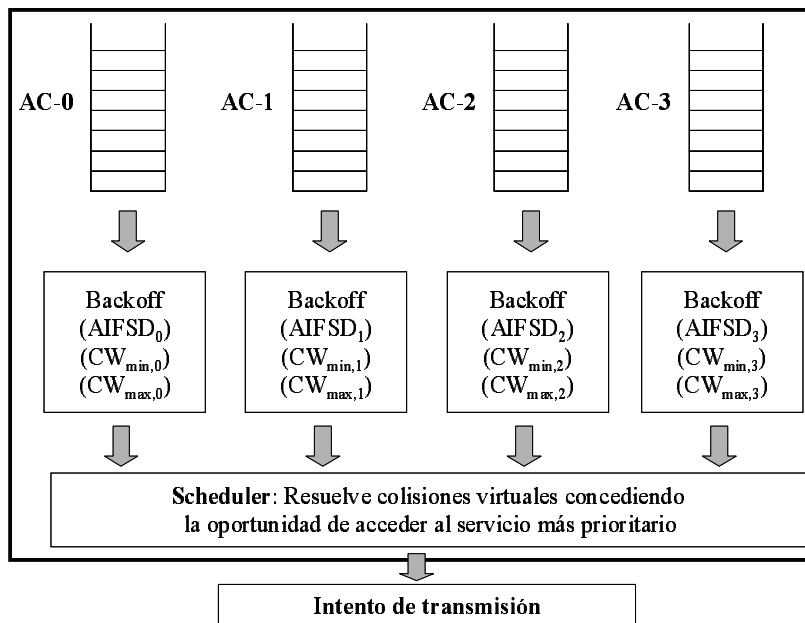 AC-0 AC-1 AC-2 AC-3
Backoff Backoff Backoff Backoff
(AIFSD₀) (AIFSD₁) (AIFSD₂) (AIFSD₃)
(CWmin,0) (CWmin,1) (CWmin,2) (CWmin,3)
(CWmax,0) (CWmax,1) (CWmax,2) (CWmax,3)
Scheduler: Resuelve colisiones virtuales concediendo
la oportunidad de acceder al servicio más prioritario
Intento de transmisión